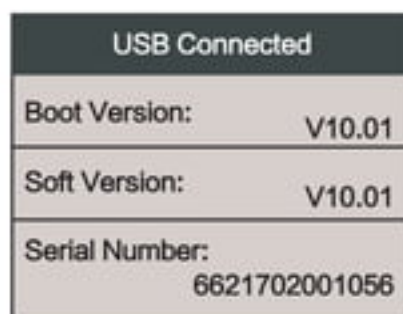 USB Connected
Boot Version:
V10.01
Soft Version:
V10.01
Serial Number:
6621702001056